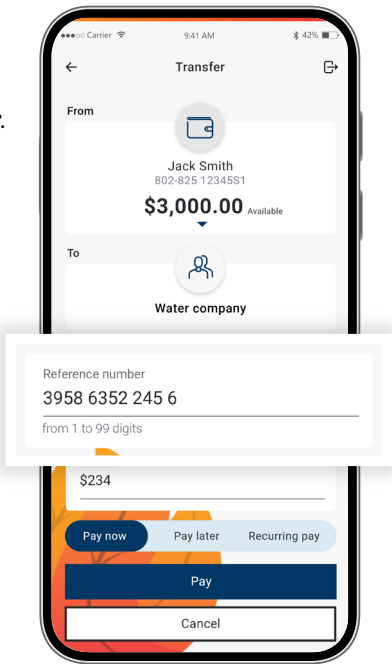 Carrier 9:41 AM 42%
Transfer
From
Jack Smith
802-825 12345S1
$3,000.00 Available
To
Water company
Reference number
3958 6352 245 6
from 1 to 99 digits
$234
Pay now Pay later Recurring pay
Pay
Cancel